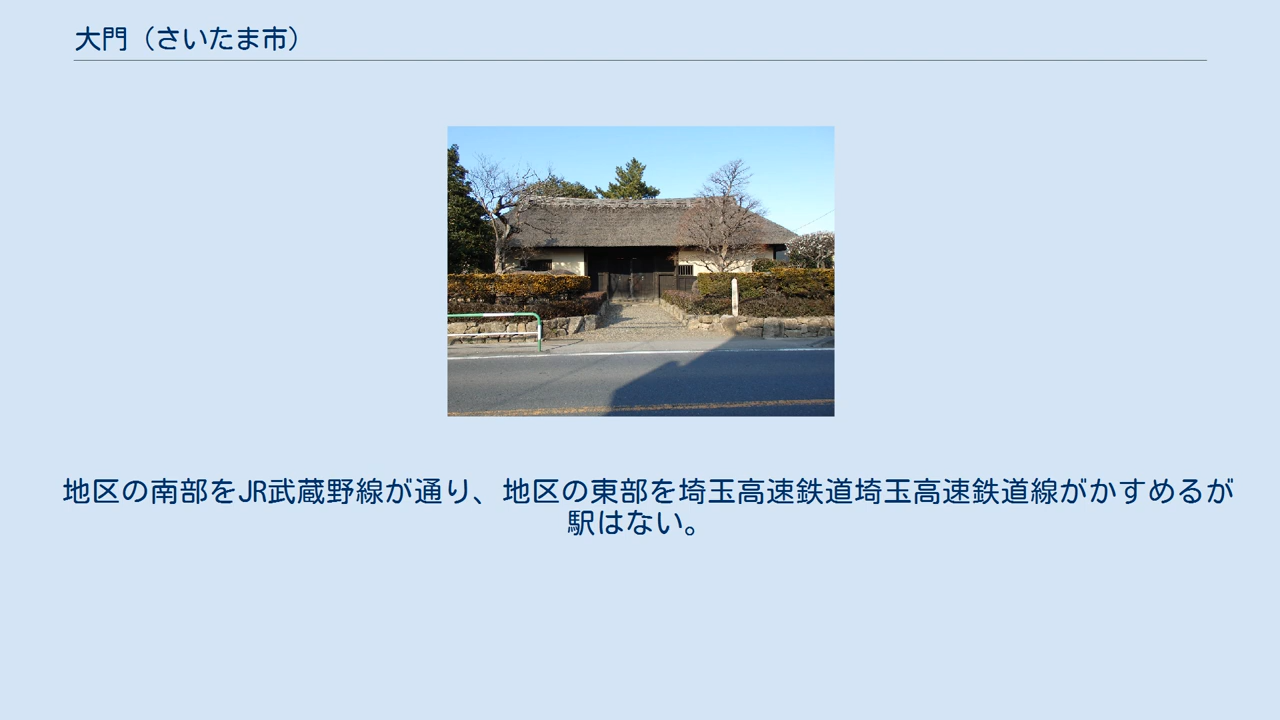 大門（さいたま市）
地区の南部をJR武蔵野線が通り、地区の東部を埼玉高速鉄道埼玉高速鉄道線がかすめるが
駅はない。